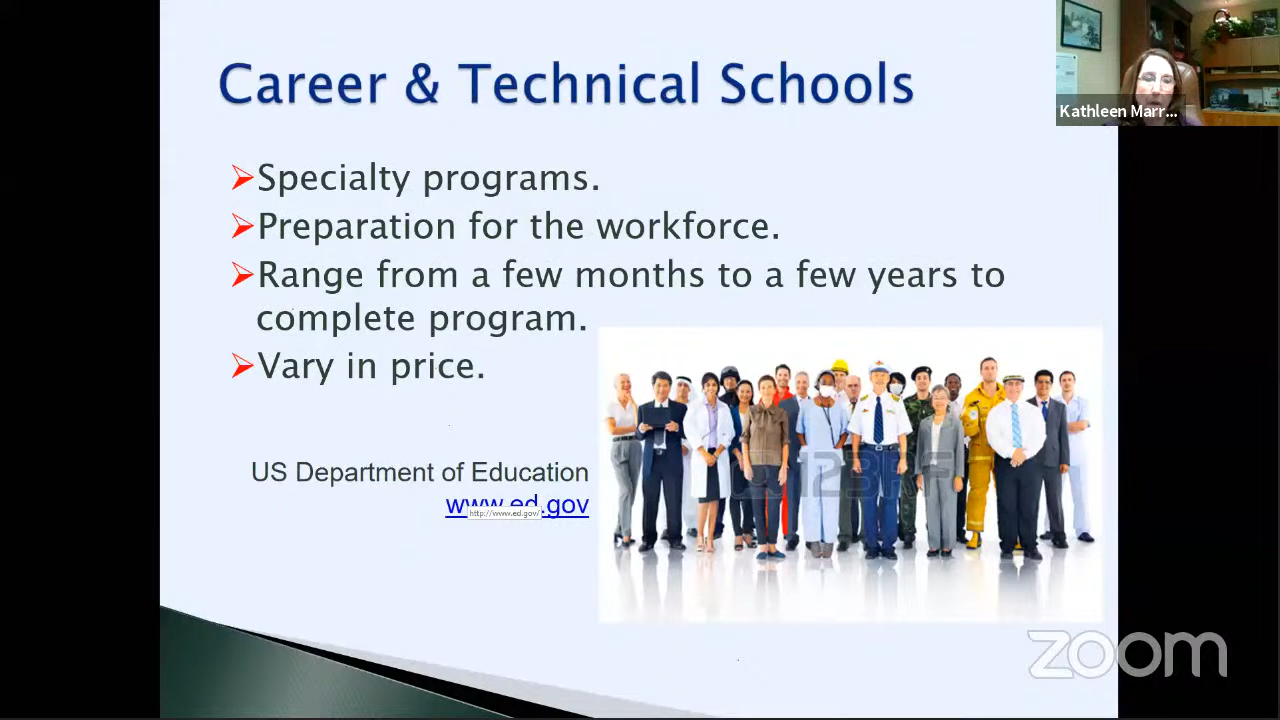 Career & Technical Schools
Kathleen Marr...
➢Specialty programs.
➢Preparation for the workforce.
➢Range from a few months to a few years to
complete program.
➢Vary in price.
US Department of Education
www.ed.gov
http://www.ed.gov/
123RF
zoom